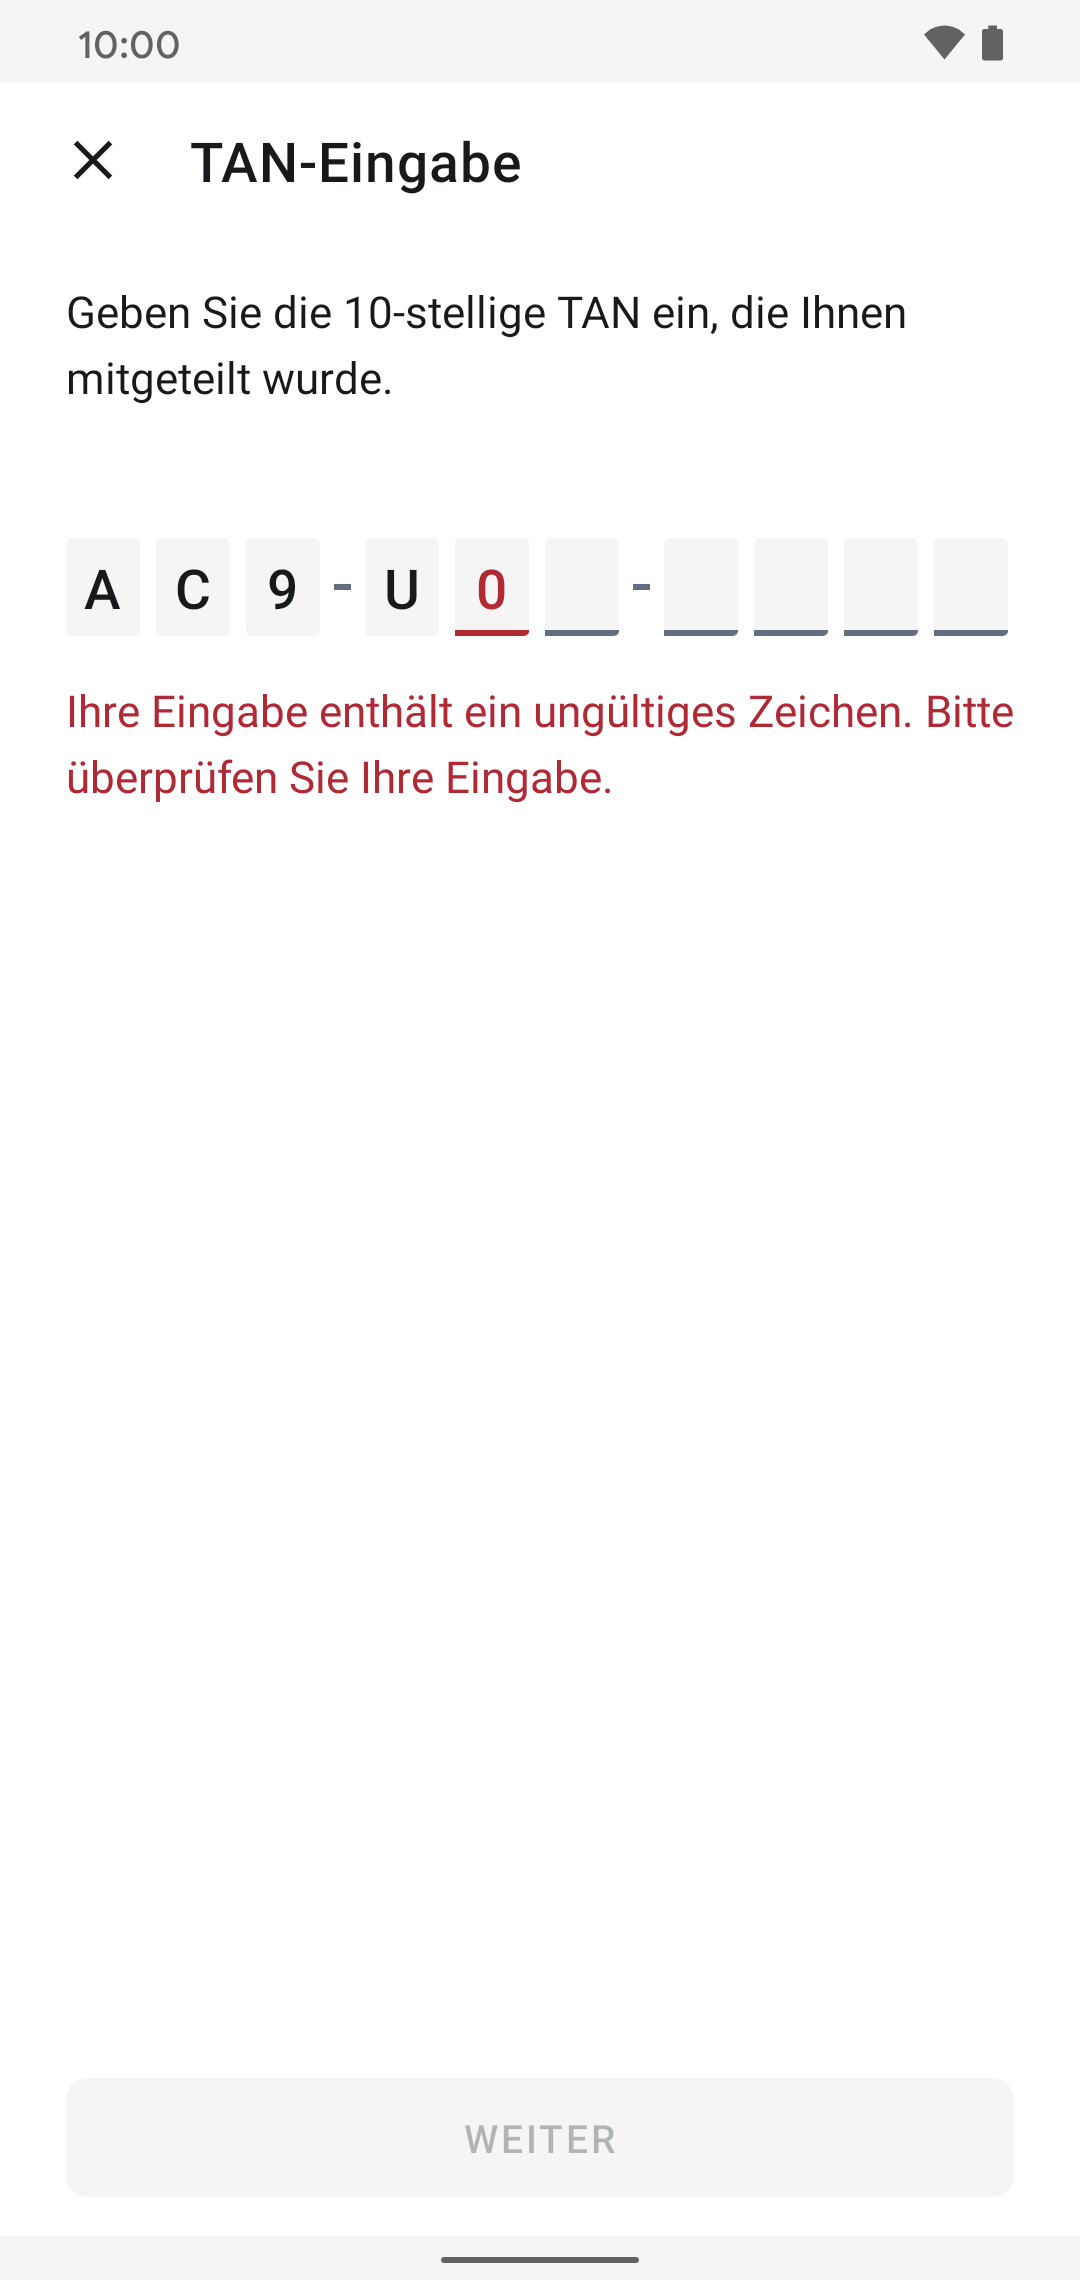 10:00
TAN-Eingabe
Geben Sie die 10-stellige TAN ein, die Ihnen
mitgeteilt wurde.
A C 9 - U 0 -
Ihre Eingabe enthält ein ungültiges Zeichen. Bitte
überprüfen Sie Ihre Eingabe.
WEITER